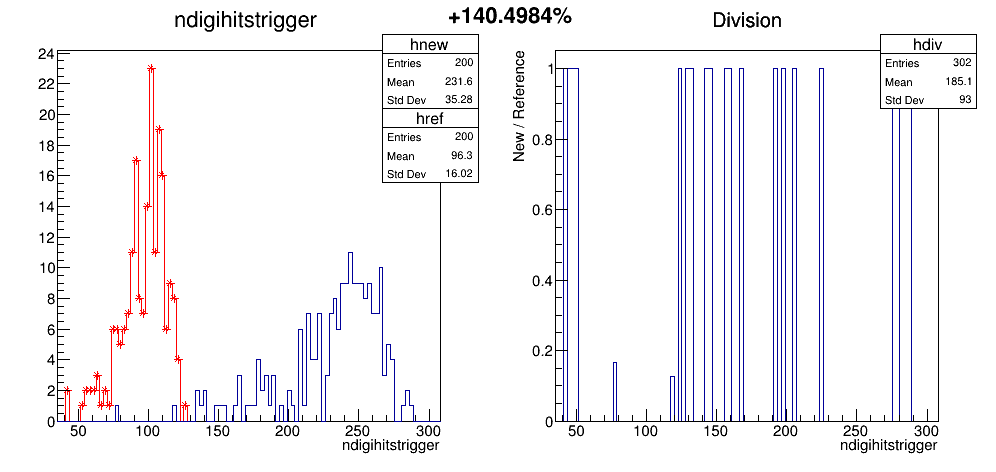 +140.4984%
ndigihitstrigger
hnew
Entries 200
Mean 231.6
Std Dev 35.28
href
Entries 200
Mean 96.3
Std Dev 16.02
24
22
20
18
16
14
12
10
8
6
4
2
0
50 100 150 200 250 300
ndigihitstrigger
Division
hdiv
Entries 302
Mean 185.1
Std Dev 93
New / Reference
1
0.8
0.6
0.4
0.2
0
50 100 150 200 250 300
ndigihitstrigger